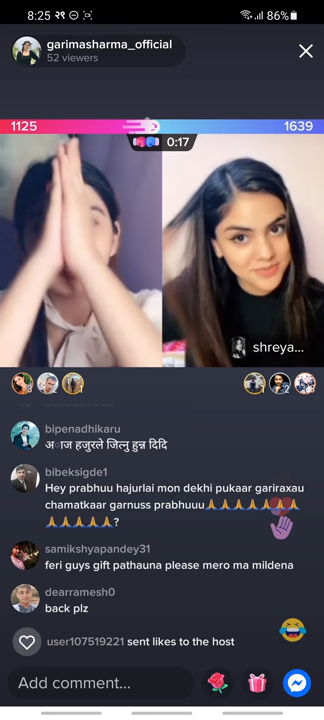 8:25 २९ 86%
garimasharma_official
52 viewers
1125 1639
0:17
shreya...
bipenadhikaru
अाज हजुरले जित्नु हुन्न दिदि
bibeksigde1
Hey prabhuu hajurlai mon dekhi pukaar gariraxau
chamatkaar garnuss prabhuuu🙏🙏🙏🙏🙏🙏🙏
🙏🙏🙏🙏🙏?
samikshyapandey31
feri guys gift pathauna please mero ma mildena
dearramesh0
back plz
user107519221 sent likes to the host
Add comment...